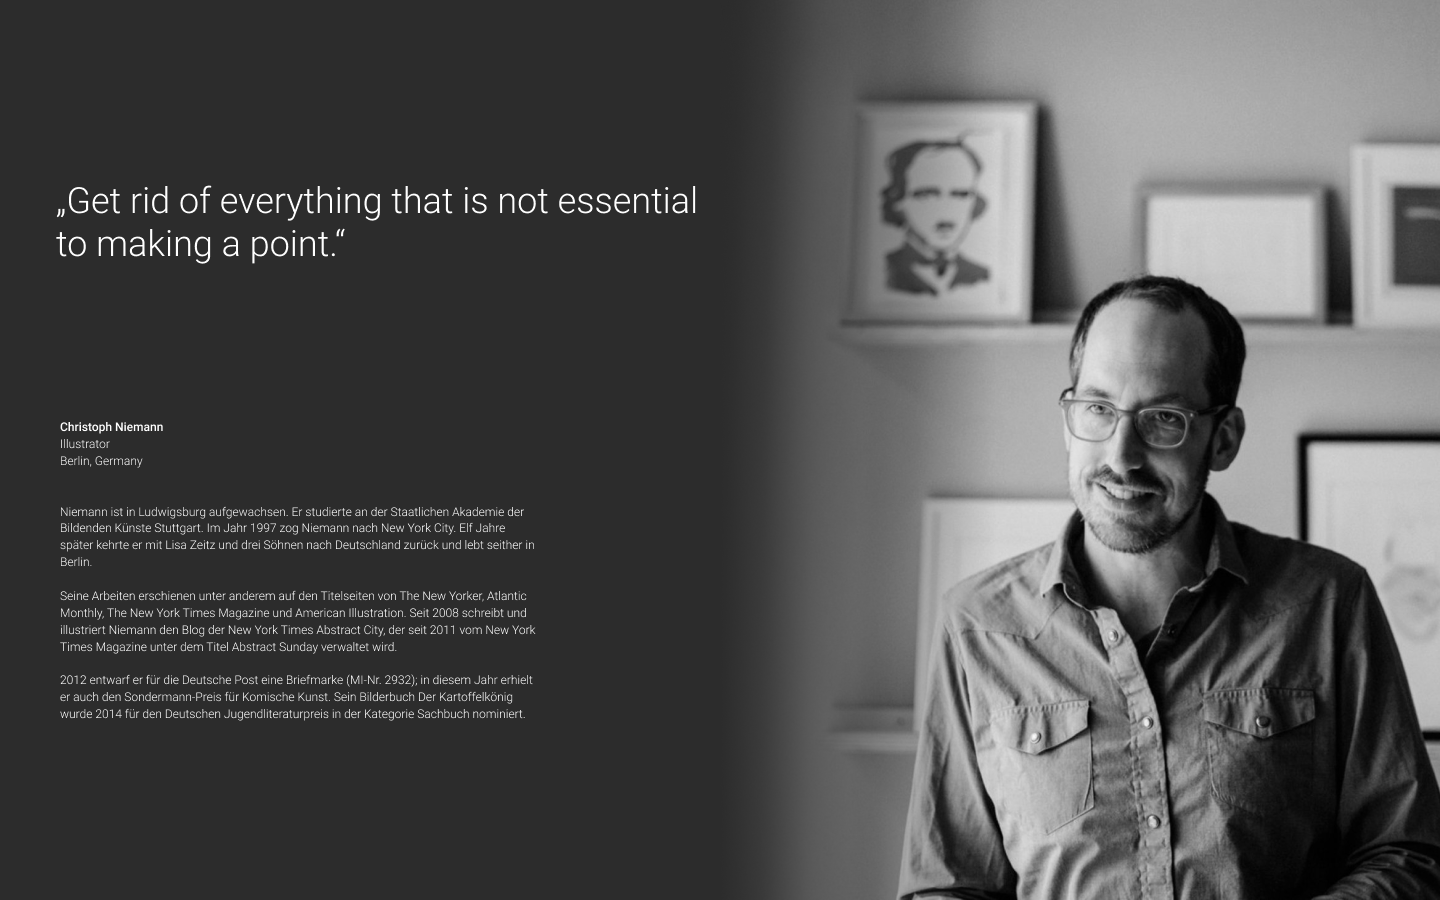 „Get rid of everything that is not essential
to making a point.“
Christoph Niemann
Illustrator
Berlin, Germany
Niemann ist in Ludwigsburg aufgewachsen. Er studierte an der Staatlichen Akademie der
Bildenden Künste Stuttgart. Im Jahr 1997 zog Niemann nach New York City. Elf Jahre
später kehrte er mit Lisa Zeitz und drei Söhnen nach Deutschland zurück und lebt seither in
Berlin.
Seine Arbeiten erschienen unter anderem auf den Titelseiten von The New Yorker, Atlantic
Monthly, The New York Times Magazine und American Illustration. Seit 2008 schreibt und
illustriert Niemann den Blog der New York Times Abstract City, der seit 2011 vom New York
Times Magazine unter dem Titel Abstract Sunday verwaltet wird.
2012 entwarf er für die Deutsche Post eine Briefmarke (MI-Nr. 2932); in diesem Jahr erhielt
er auch den Sondermann-Preis für Komische Kunst. Sein Bilderbuch Der Kartoffelkönig
wurde 2014 für den Deutschen Jugendliteraturpreis in der Kategorie Sachbuch nominiert.